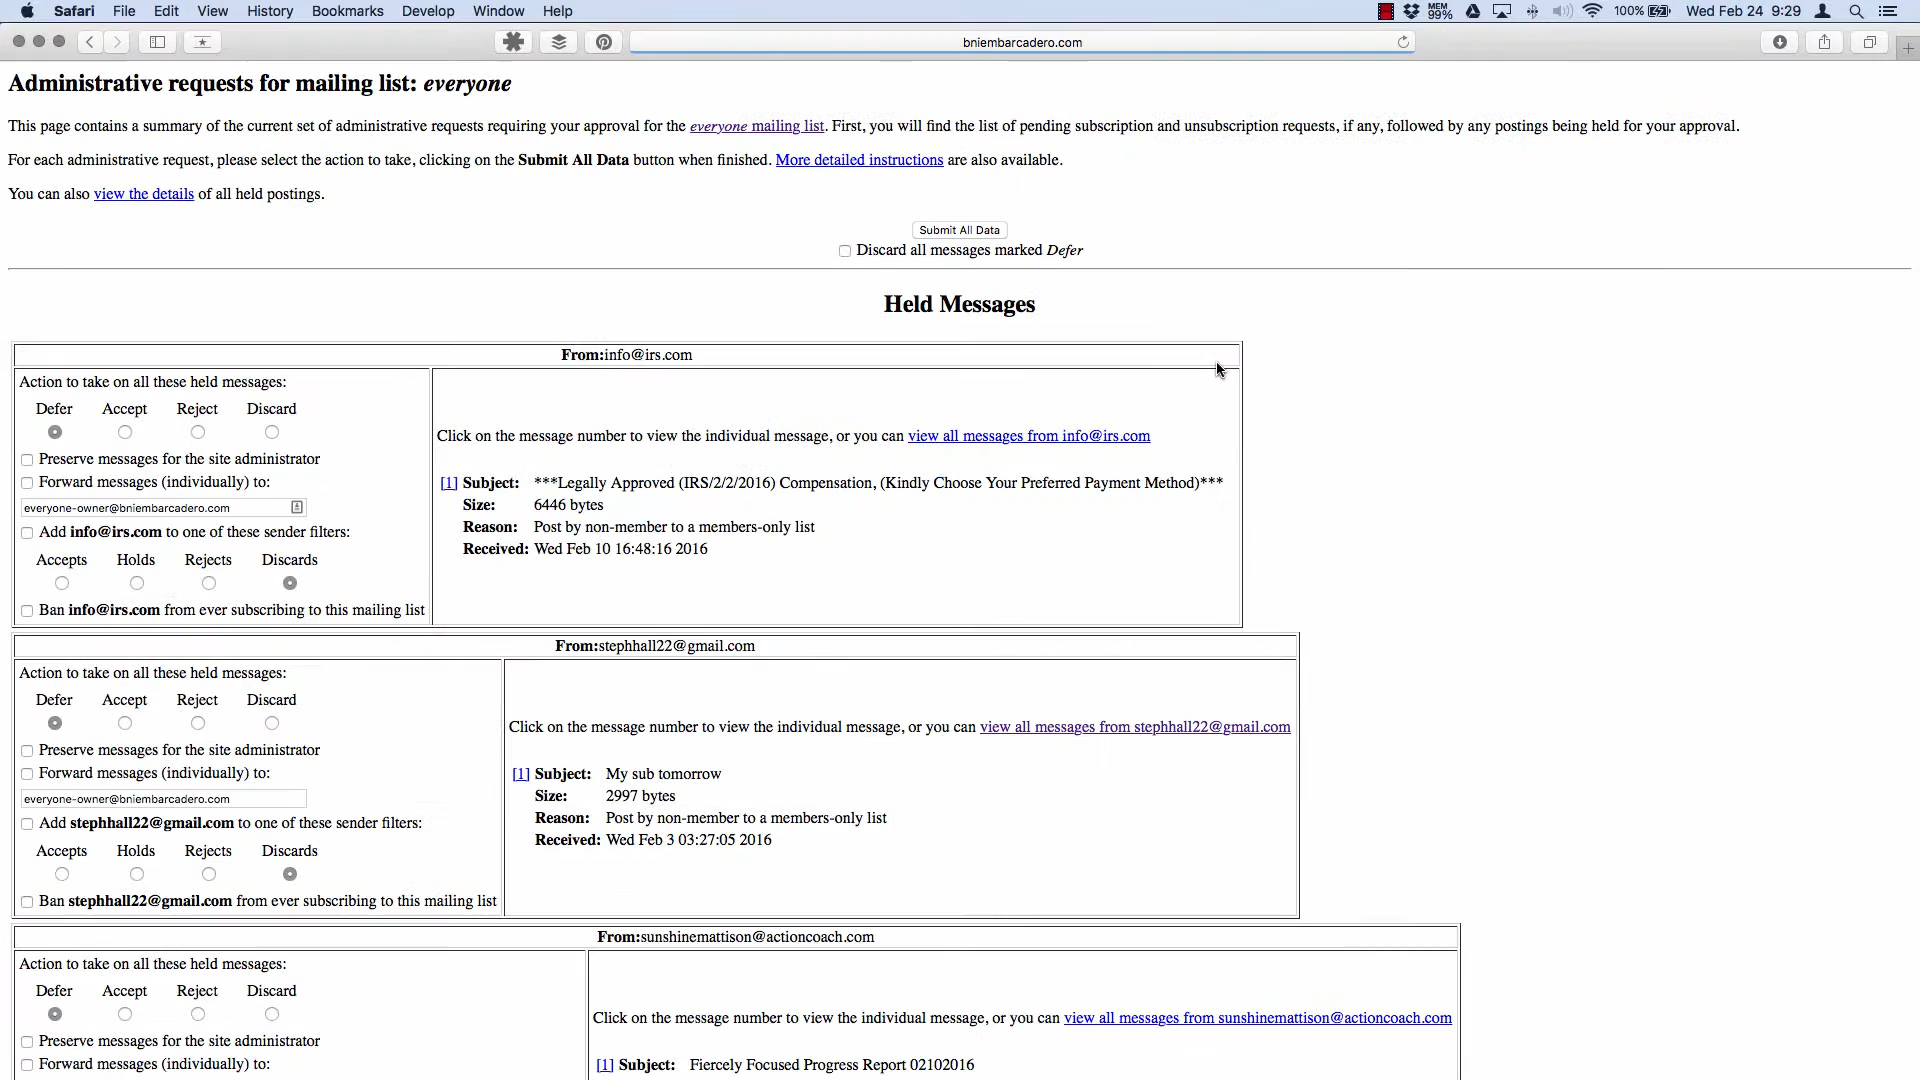 Safari File Edit View History Bookmarks Develop Window Help MEM 99% 100% Wed Feb 24 9:29
bniembarcadero.com
Administrative requests for mailing list: everyone
This page contains a summary of the current set of administrative requests requiring your approval for the everyone mailing list. First, you will find the list of pending subscription and unsubscription requests, if any, followed by any postings being held for your approval.
For each administrative request, please select the action to take, clicking on the Submit All Data button when finished. More detailed instructions are also available.
You can also view the details of all held postings.
Submit All Data
Discard all messages marked Defer
Held Messages
From:info@irs.com
Action to take on all these held messages:
Defer Accept Reject Discard
Preserve messages for the site administrator
Forward messages (individually) to:
everyone-owner@bniembarcadero.com
Add info@irs.com to one of these sender filters:
Accepts Holds Rejects Discards
Ban info@irs.com from ever subscribing to this mailing list
Click on the message number to view the individual message, or you can view all messages from info@irs.com
[1] Subject: ***Legally Approved (IRS/2/2/2016) Compensation, (Kindly Choose Your Preferred Payment Method)***
Size: 6446 bytes
Reason: Post by non-member to a members-only list
Received: Wed Feb 10 16:48:16 2016
From:stephhall22@gmail.com
Action to take on all these held messages:
Defer Accept Reject Discard
Preserve messages for the site administrator
Forward messages (individually) to:
everyone-owner@bniembarcadero.com
Add stephhall22@gmail.com to one of these sender filters:
Accepts Holds Rejects Discards
Ban stephhall22@gmail.com from ever subscribing to this mailing list
Click on the message number to view the individual message, or you can view all messages from stephhall22@gmail.com
[1] Subject: My sub tomorrow
Size: 2997 bytes
Reason: Post by non-member to a members-only list
Received: Wed Feb 3 03:27:05 2016
From:sunshinemattison@actioncoach.com
Action to take on all these held messages:
Defer Accept Reject Discard
Preserve messages for the site administrator
Forward messages (individually) to:
Click on the message number to view the individual message, or you can view all messages from sunshinemattison@actioncoach.com
[1] Subject: Fiercely Focused Progress Report 02102016